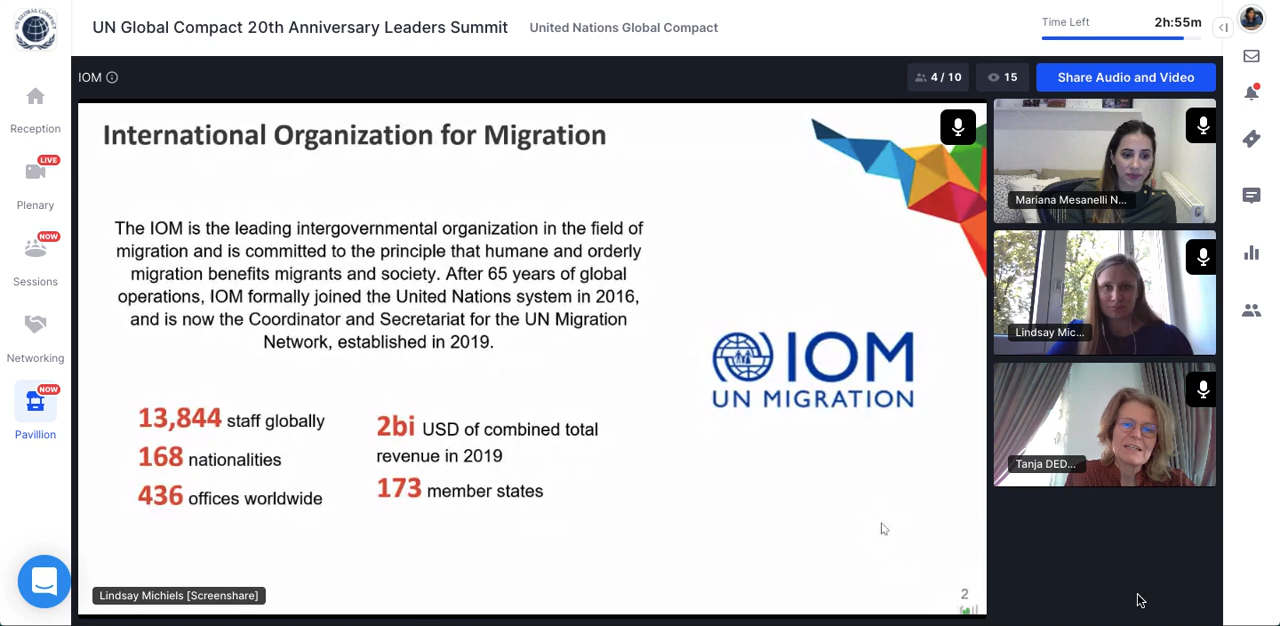 UN Global Compact 20th Anniversary Leaders Summit
United Nations Global Compact
Time Left
2h:55m
Reception
LIVE
Plenary
NOW
Sessions
Networking
NOW
Pavillion
IOM
4 / 10
15
Share Audio and Video
International Organization for Migration
The IOM is the leading intergovernmental organization in the field of
migration and is committed to the principle that humane and orderly
migration benefits migrants and society. After 65 years of global
operations, IOM formally joined the United Nations system in 2016,
and is now the Coordinator and Secretariat for the UN Migration
Network, established in 2019.
13,844 staff globally
168 nationalities
436 offices worldwide
2bi USD of combined total
revenue in 2019
173 member states
IOM
UN MIGRATION
Lindsay Michiels [Screenshare]
2
Mariana Mesanelli N...
Lindsay Mic...
Tanja DED...